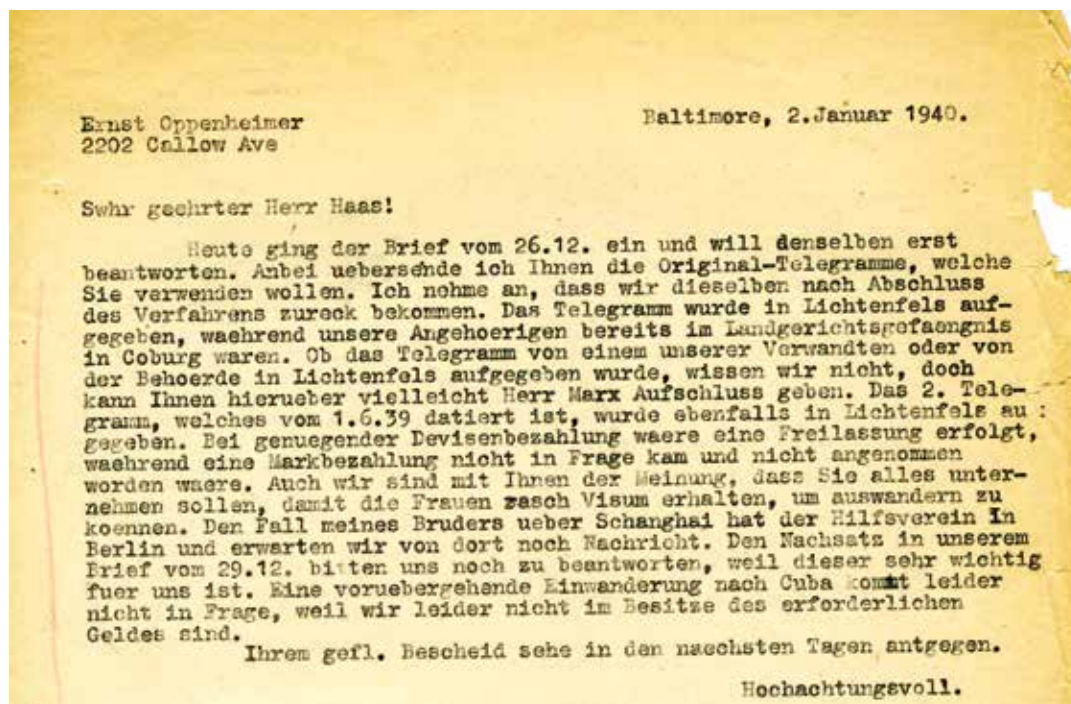 Ernst Oppenheimer
2202 Callow Ave
Baltimore, 2.Januar 1940.
Swhr geehrter Herr Haas!
Heute ging der Brief vom 26.12. ein und will denselben erst
beantworten. Anbei uebersende ich Ihnen die Original-Telegramme, welche
Sie verwenden wollen. Ich nehme an, dass wir dieselben nach Abschluss
des Verfahrens zureck bekommen. Das Telegramm wurde in Lichtenfels auf-
gegeben, waehrend unsere Angehoerigen bereits im Landgerichtsgefaengnis
in Coburg waren. Ob das Telegramm von einem unserer Verwandten oder von
der Behoerde in Lichtenfels aufgegeben wurde, wissen wir nicht, doch
kann Ihnen hierueber vielleicht Herr Marx Aufschluss geben. Das 2. Tele-
gramm, welches vom 1.6.39 datiert ist, wurde ebenfalls in Lichtenfels au :
gegeben. Bei genuegender Devisenbezahlung waere eine Freilassung erfolgt,
waehrend eine Markbezahlung nicht in Frage kam und nicht angenommen
worden waere. Auch wir sind mit Ihnen der Meinung, dass Sie alles unter-
nehmen sollen, damit die Frauen rasch Visum erhalten, um auswandern zu
koennen. Den Fall meines Bruders ueber Schanghai hat der Hilfsverein In
Berlin und erwarten wir von dort noch Nachricht. Den Nachsatz in unserem
Brief vom 29.12. bitten uns noch zu beantworten, weil dieser sehr wichtig
fuer uns ist. Eine voruebergehende Einwanderung nach Cuba kommt leider
nicht in Frage, weil wir leider nicht im Besitze des erforderlichen
Geldes sind.
Ihrem gefl. Bescheid sehe in den naechsten Tagen antgegen.
Hochachtungsvoll.